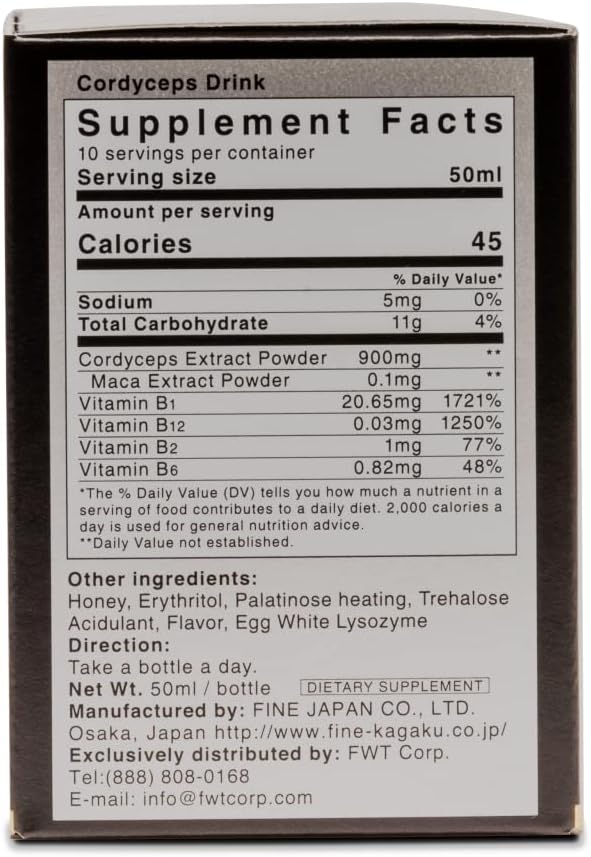 Cordyceps Drink
Supplement Facts
10 servings per container
Serving size 50ml
Amount per serving
Calories 45
% Daily Value*
Sodium 5mg 0%
Total Carbohydrate 11g 4%
Cordyceps Extract Powder 900mg **
Maca Extract Powder 0.1mg **
Vitamin B1 20.65mg 1721%
Vitamin B12 0.03mg 1250%
Vitamin B2 1mg 77%
Vitamin B6 0.82mg 48%
*The % Daily Value (DV) tells you how much a nutrient in a
serving of food contributes to a daily diet. 2,000 calories a
day is used for general nutrition advice.
**Daily Value not established.
Other ingredients:
Honey, Erythritol, Palatinose heating, Trehalose
Acidulant, Flavor, Egg White Lysozyme
Direction:
Take a bottle a day.
Net Wt. 50ml / bottle DIETARY SUPPLEMENT
Manufactured by: FINE JAPAN CO., LTD.
Osaka, Japan http://www.fine-kagaku.co.jp/
Exclusively distributed by: FWT Corp.
Tel:(888) 808-0168
E-mail: info@fwtcorp.com